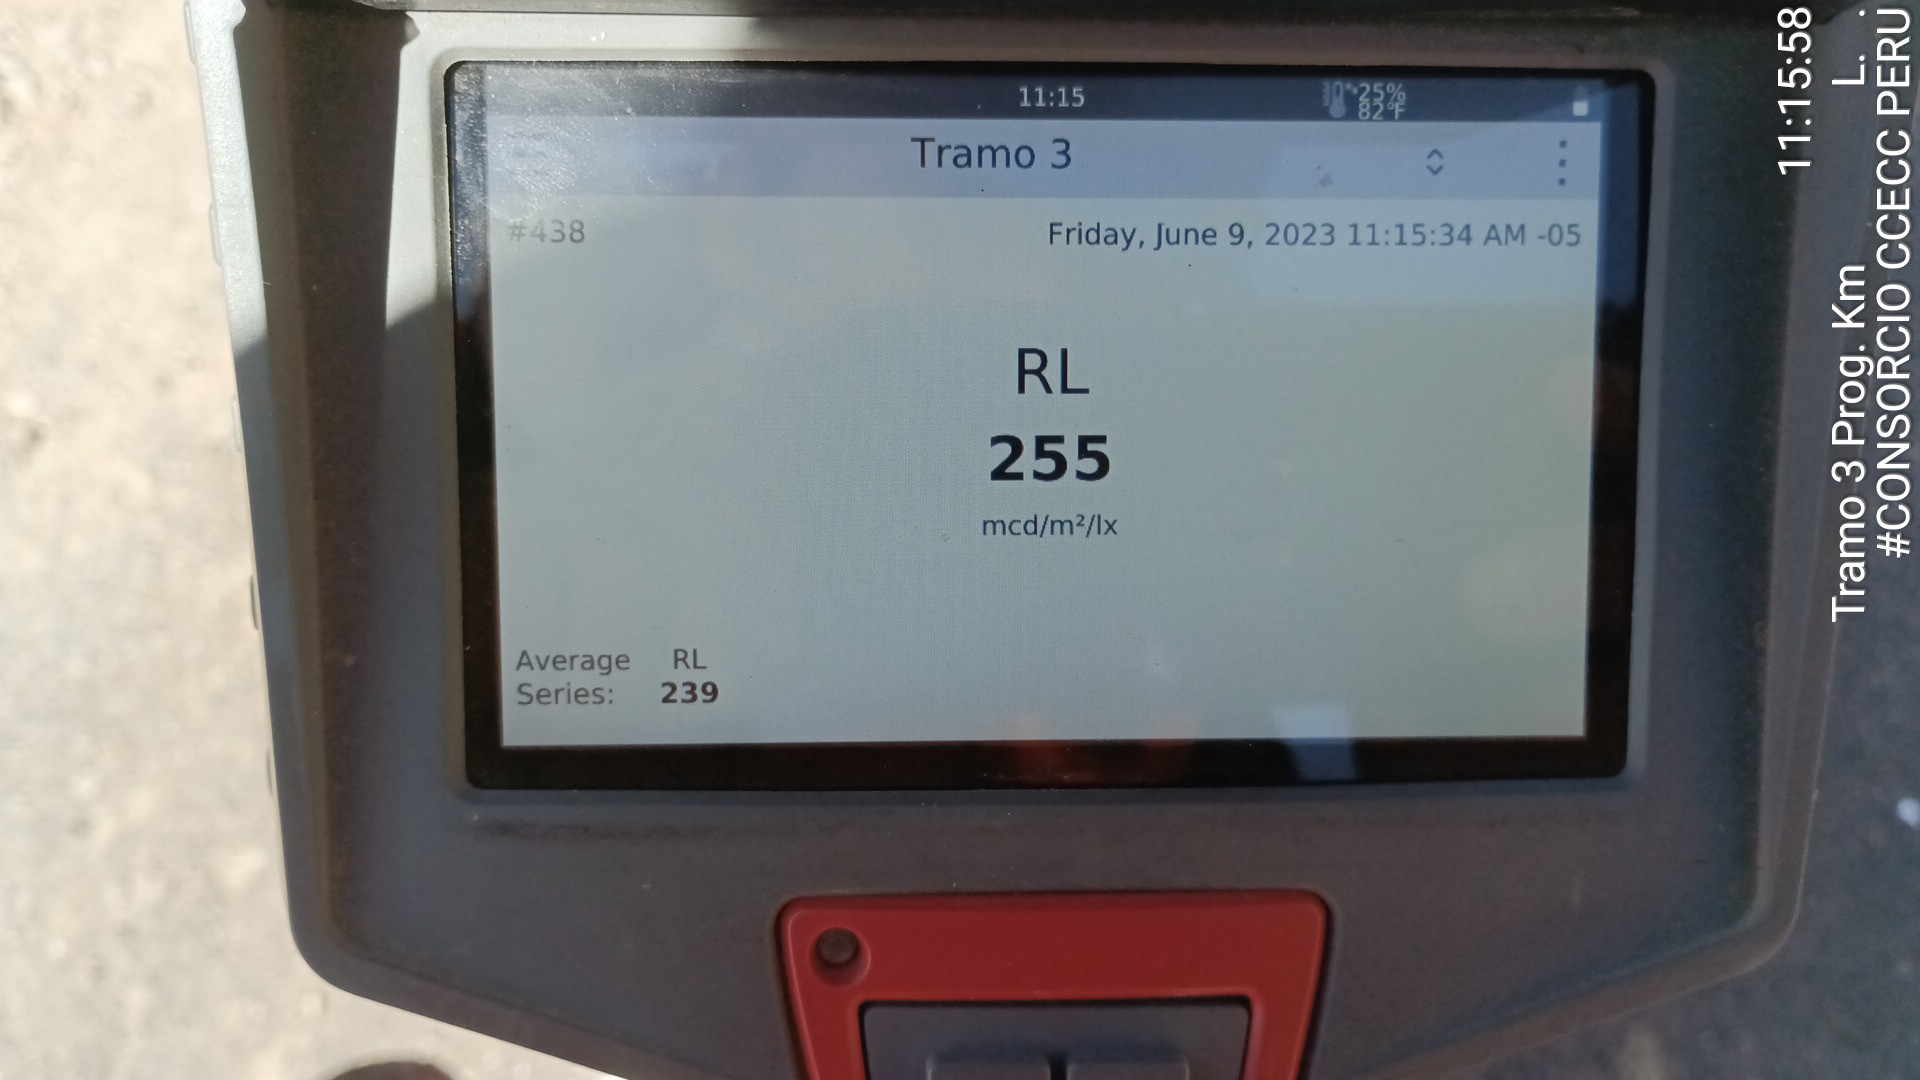 11:15
25%
82°F
Tramo 3
#438
Friday, June 9, 2023 11:15:34 AM -05
RL
255
mcd/m²/lx
Average RL
Series: 239
11:15:58
Tramo 3 Prog. Km L. .
#CONSORCIO CCECC PERU